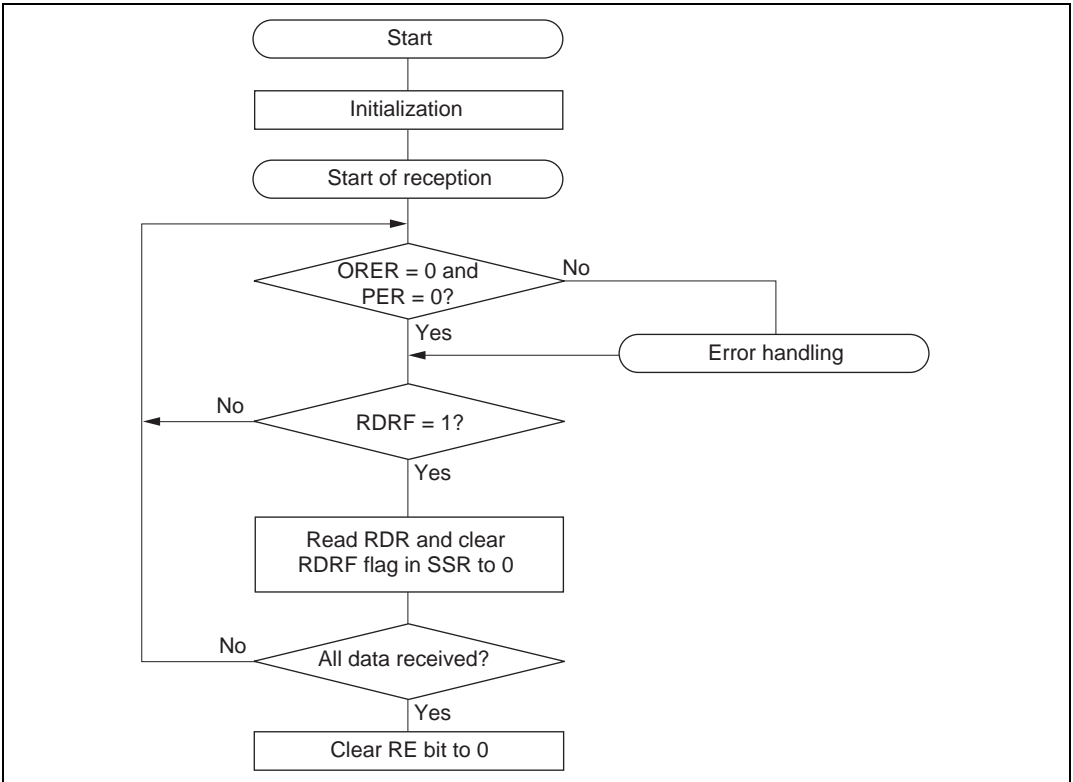 Start
Initialization
Start of reception
ORER = 0 and
PER = 0?
No
Yes
Error handling
No
RDRF = 1?
Yes
Read RDR and clear
RDRF flag in SSR to 0
No
All data received?
Yes
Clear RE bit to 0